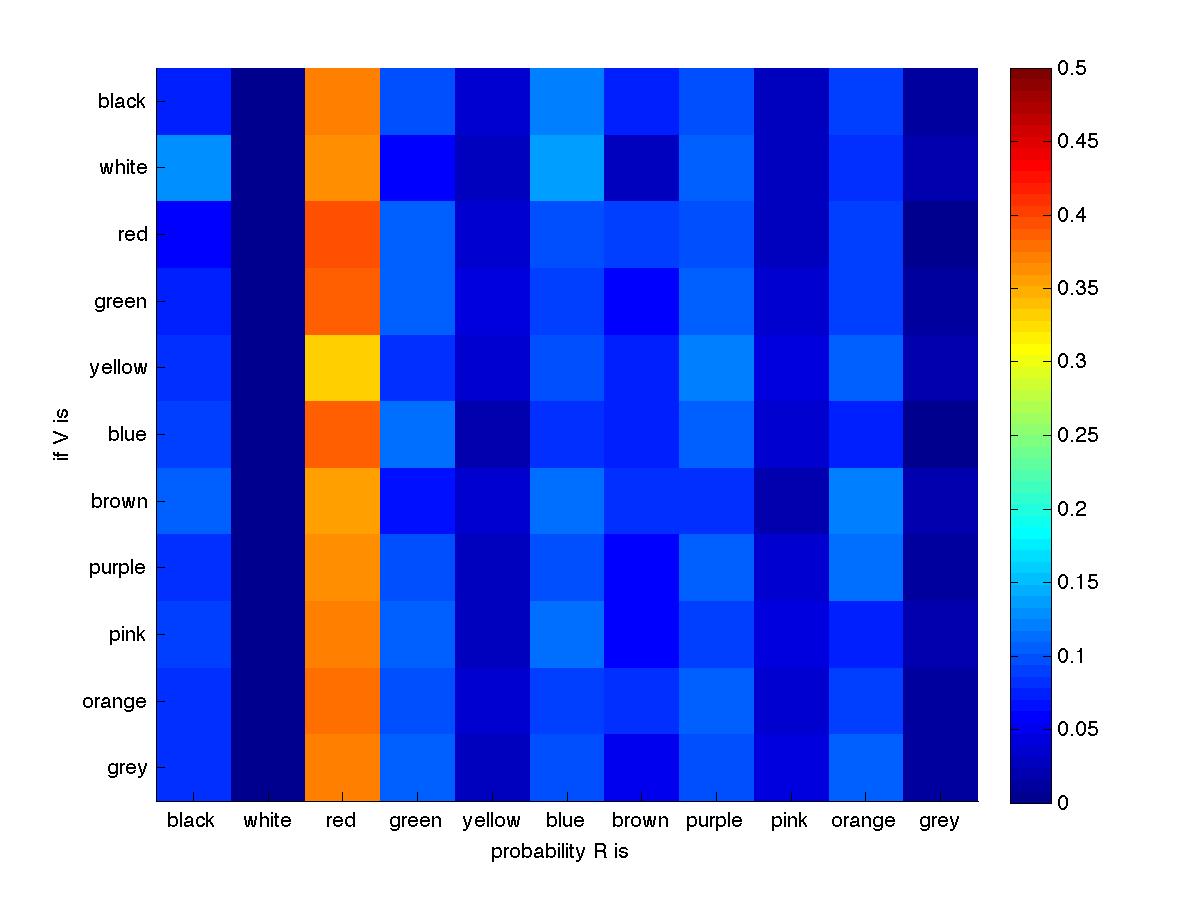 black
white
red
green
yellow
blue
brown
purple
pink
orange
grey
if V is
black white red green yellow blue brown purple pink orange grey
probability R is
0.5
0.45
0.4
0.35
0.3
0.25
0.2
0.15
0.1
0.05
0